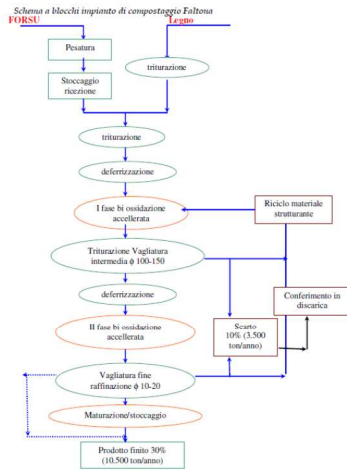 Schema a blocchi impianto di compostaggio Faltona
FORSU
Legno
Pesatura
Stoccaggio
ricezione
triturazione
triturazione
deferrizzazione
I fase bi ossidazione
accellerata
Riciclo materiale
strutturante
Triturazione Vagliatura
intermedia ϕ 100-150
deferrizzazione
Conferimento in
discarica
II fase bi ossidazione
accellerata
Scarto
10% (3.500
ton/anno)
Vagliatura fine
raffinazione ϕ 10-20
Maturazione/stoccaggio
Prodotto finito 30%
(10.500 ton/anno)